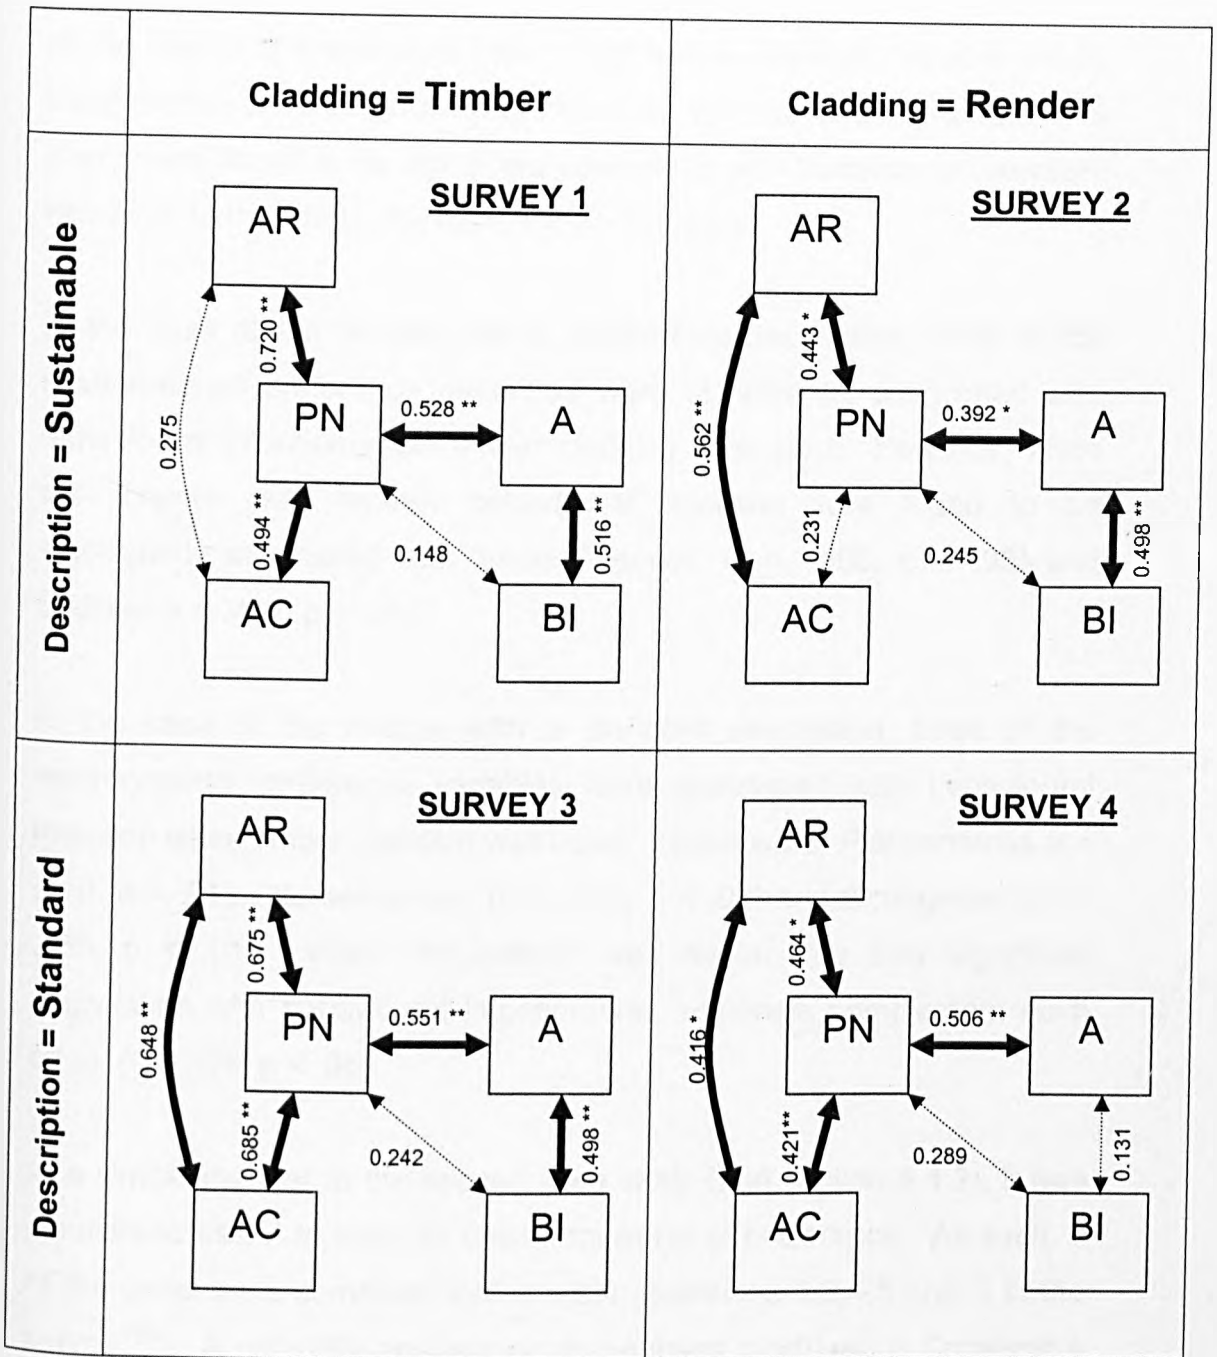 Cladding = Timber
Cladding = Render
Description = Sustainable
SURVEY 1
AR
0.720 **
0.275
PN
0.528 **
A
0.494 **
0.148
0.516 **
AC
BI
SURVEY 2
AR
0.443 *
0.562 **
PN
0.392 *
A
0.231
0.245
0.498 **
AC
BI
Description = Standard
SURVEY 3
AR
0.675 **
0.648 **
PN
0.551 **
A
0.685 **
0.242
0.498 **
AC
BI
SURVEY 4
AR
0.464 *
0.416 *
PN
0.506 **
A
0.421**
0.289
0.131
AC
BI